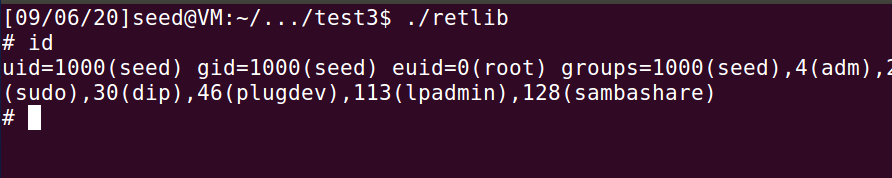 [09/06/20]seed@VM:~/.../test3$ ./retlib
# id
uid=1000(seed) gid=1000(seed) euid=0(root) groups=1000(seed),4(adm),2
(sudo),30(dip),46(plugdev),113(lpadmin),128(sambashare)
#